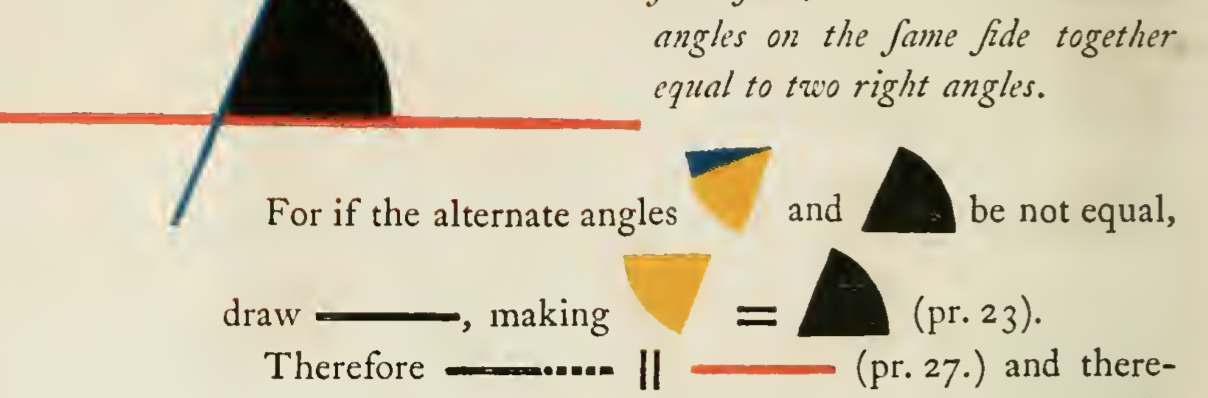 angles on the ſame ſide together
equal to two right angles.
For if the alternate angles and be not equal,
draw , making = (pr. 23).
Therefore || (pr. 27.) and there-